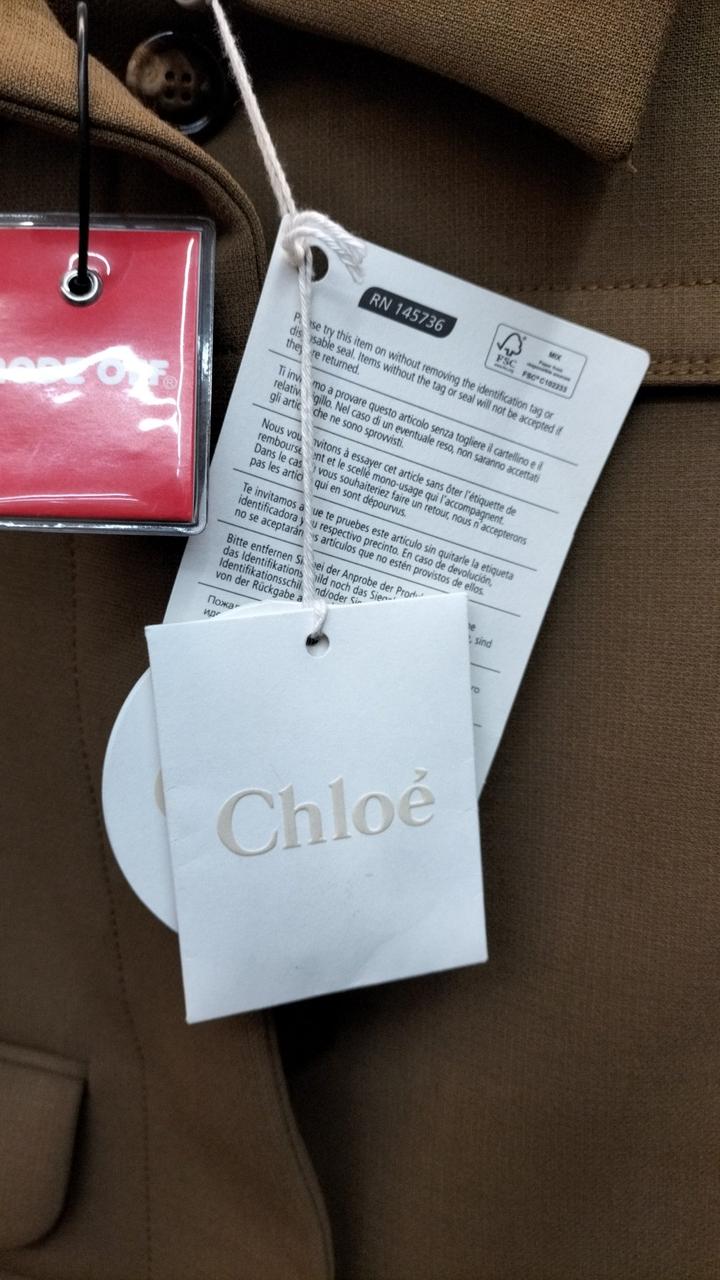 OFF®
RN 145736
MIX
FSC
FSC® C102233
Please try this item on without removing the identification tag or
disposable seal. Items without the tag or seal will not be accepted if
they're returned.
Ti invitiamo a provare questo articolo senza togliere il cartellino e il
relativo sigillo. Nel caso di un eventuale reso, non saranno accettati
gli articoli che ne sono sprovvisti.
Nous vous invitons à essayer cet article sans ôter l'étiquette de
remboursement et le scellé mono-usage qui l'accompagnent.
Dans le cas où vous souhaiteriez faire un retour, nous n'accepterons
pas les articles qui en sont dépourvus.
Te invitamos a que te pruebes este artículo sin quitarle la etiqueta
identificadora y su respectivo precinto. En caso de devolución,
no se aceptarán los artículos que no estén provistos de ellos.
Bitte entfernen Sie bei der Anprobe der
das Identifikationsschild noch das
Identifikationsschild und/oder
von der Rückgabe
sind
Chloé